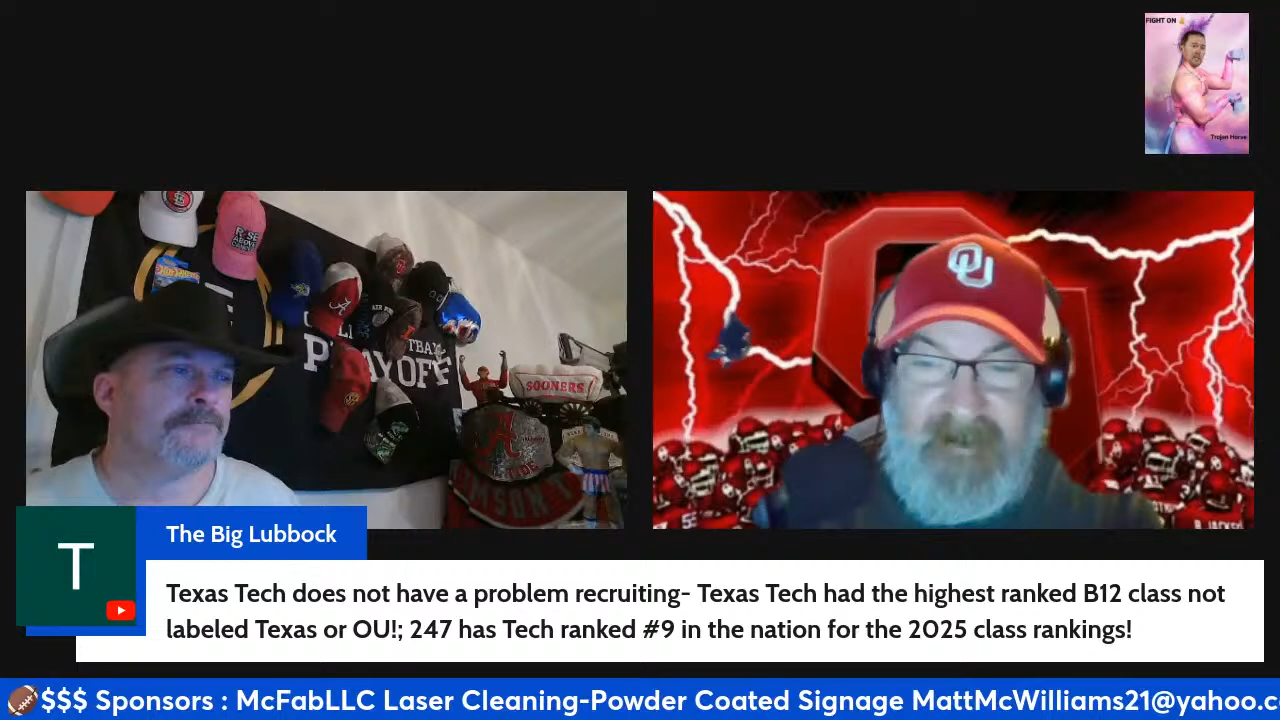 FIGHT ON
Trojan Horse
PLAYOFF
SOONERS
OU
The Big Lubbock
T
Texas Tech does not have a problem recruiting- Texas Tech had the highest ranked B12 class not
labeled Texas or OU!; 247 has Tech ranked #9 in the nation for the 2025 class rankings!
🏈$$$ Sponsors : McFabLLC Laser Cleaning-Powder Coated Signage MattMcWilliams21@yahoo.c